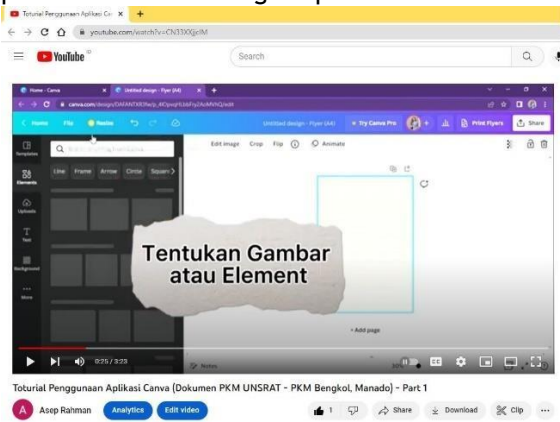 Toturial Penggunaan Aplikasi Ca
youtube.com/watch?v=CN33XXjjclM
YouTube
Search
Home - Canva
Untitled design - Flyer (A4)
Home
File
Resize
Untitled design - Flyer (A4)
Try Canva Pro
Print Flyers
Share
Templates
Edit image Crop Flip Animate
Line Frame Arrow Circle Square
Elements
Uploads
Text
Background
More
Tentukan Gambar
atau Element
+ Add page
Notes
0:25 / 3:23
Toturial Penggunaan Aplikasi Canva (Dokumen PKM UNSRAT - PKM Bengkol, Manado) - Part 1
A Asep Rahman Analytics Edit video 1 Share Download Clip